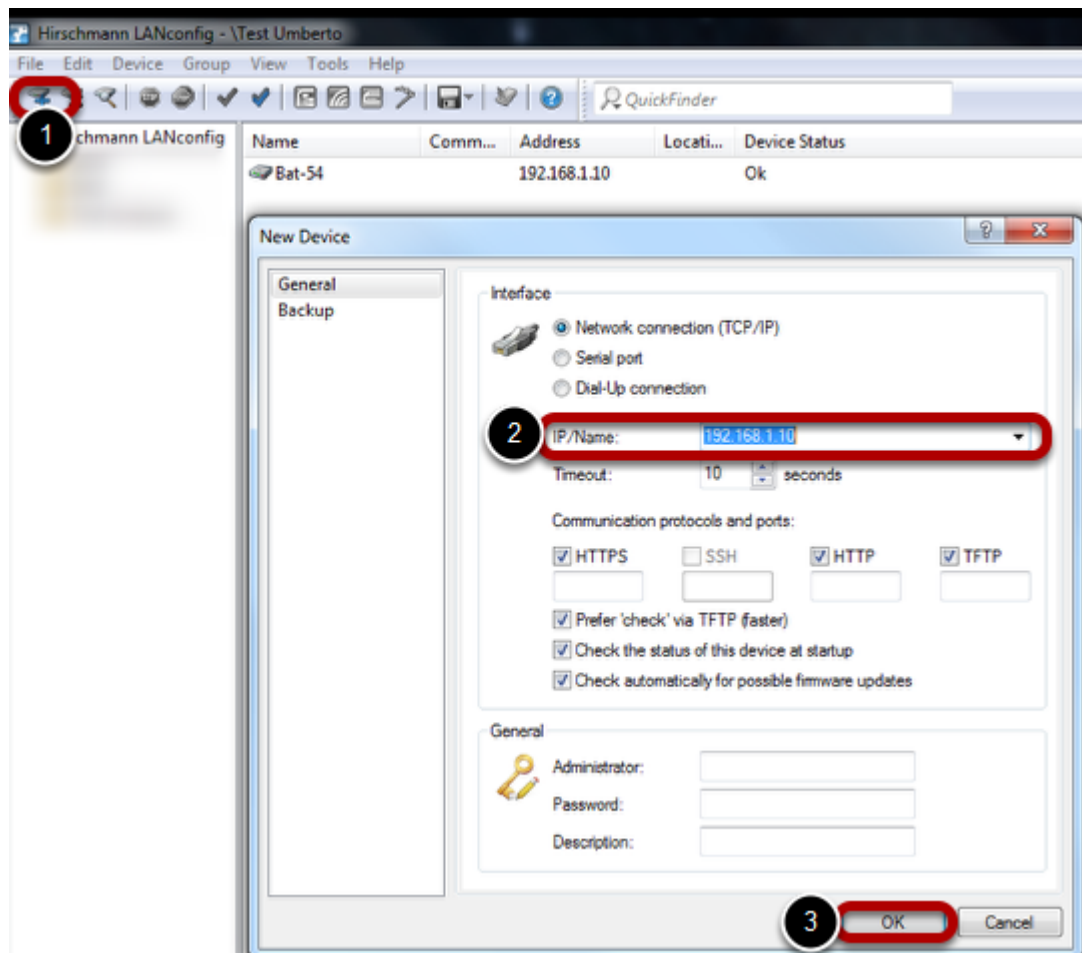 Hirschmann LANconfig - \Test Umberto
File Edit Device Group View Tools Help
QuickFinder
1
chmann LANconfig
Name Comm... Address Locati... Device Status
Bat-54 192.168.1.10 Ok
New Device
General
Backup
Interface
Network connection (TCP/IP)
Serial port
Dial-Up connection
2
IP/Name: 192.168.1.10
Timeout: 10 seconds
Communication protocols and ports:
HTTPS SSH HTTP TFTP
Prefer 'check' via TFTP (faster)
Check the status of this device at startup
Check automatically for possible firmware updates
General
Administrator:
Password:
Description:
3
OK Cancel